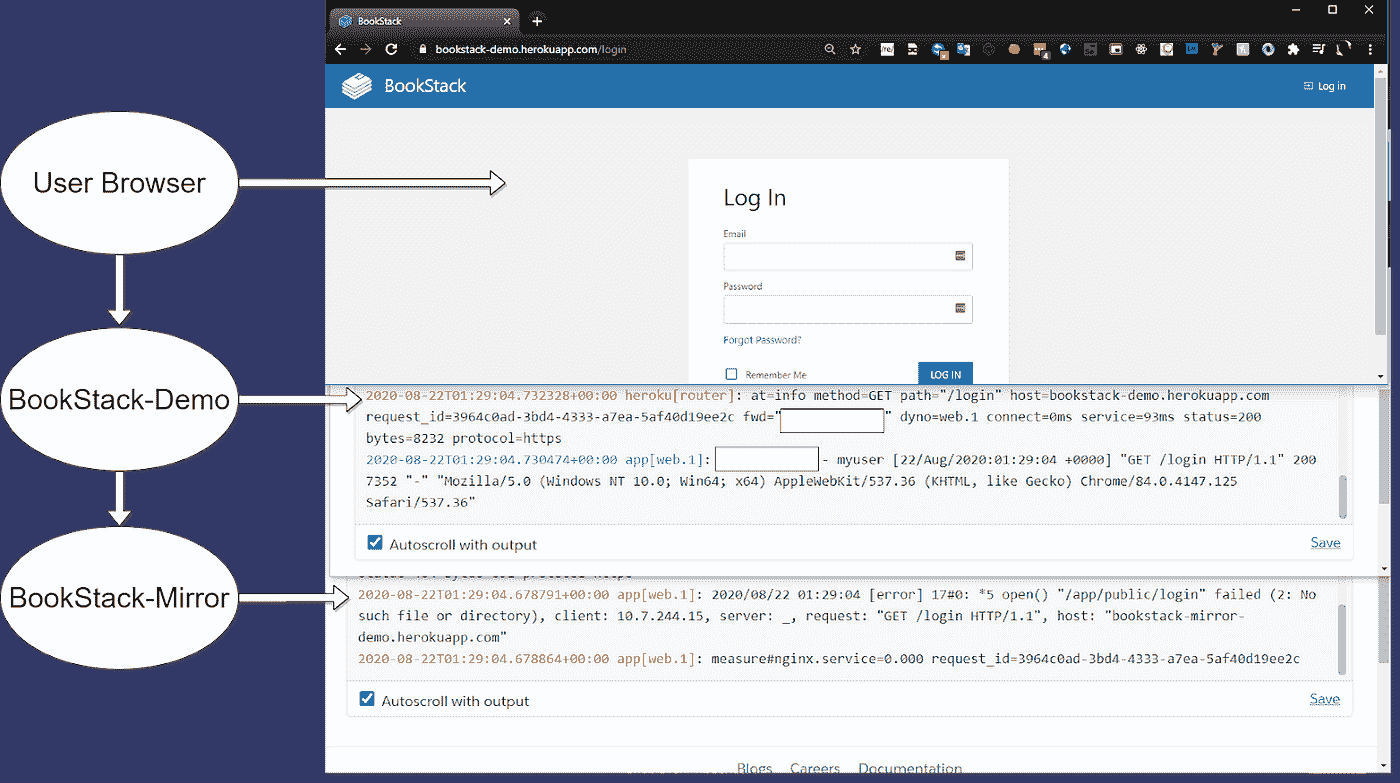 BookStack
bookstack-demo.herokuapp.com/login
BookStack
Log in
User Browser
Log In
Email
Password
Forgot Password?
Remember Me
LOG IN
BookStack-Demo
2020-08-22T01:29:04.732328+00:00 heroku[router]: at=info method=GET path="/login" host=bookstack-demo.herokuapp.com
request_id=3964c0ad-3bd4-4333-a7ea-5af40d19ee2c fwd=" " dyno=web.1 connect=0ms service=93ms status=200
bytes=8232 protocol=https
2020-08-22T01:29:04.730474+00:00 app[web.1]: - myuser [22/Aug/2020:01:29:04 +0000] "GET /login HTTP/1.1" 200
7352 "-" "Mozilla/5.0 (Windows NT 10.0; Win64; x64) AppleWebKit/537.36 (KHTML, like Gecko) Chrome/84.0.4147.125
Safari/537.36"
Autoscroll with output
Save
BookStack-Mirror
2020-08-22T01:29:04.678791+00:00 app[web.1]: 2020/08/22 01:29:04 [error] 17#0: *5 open() "/app/public/login" failed (2: No
such file or directory), client: 10.7.244.15, server: _, request: "GET /login HTTP/1.1", host: "bookstack-mirror-
demo.herokuapp.com"
2020-08-22T01:29:04.678864+00:00 app[web.1]: measure#nginx.service=0.000 request_id=3964c0ad-3bd4-4333-a7ea-5af40d19ee2c
Autoscroll with output
Save
Blogs Careers Documentation